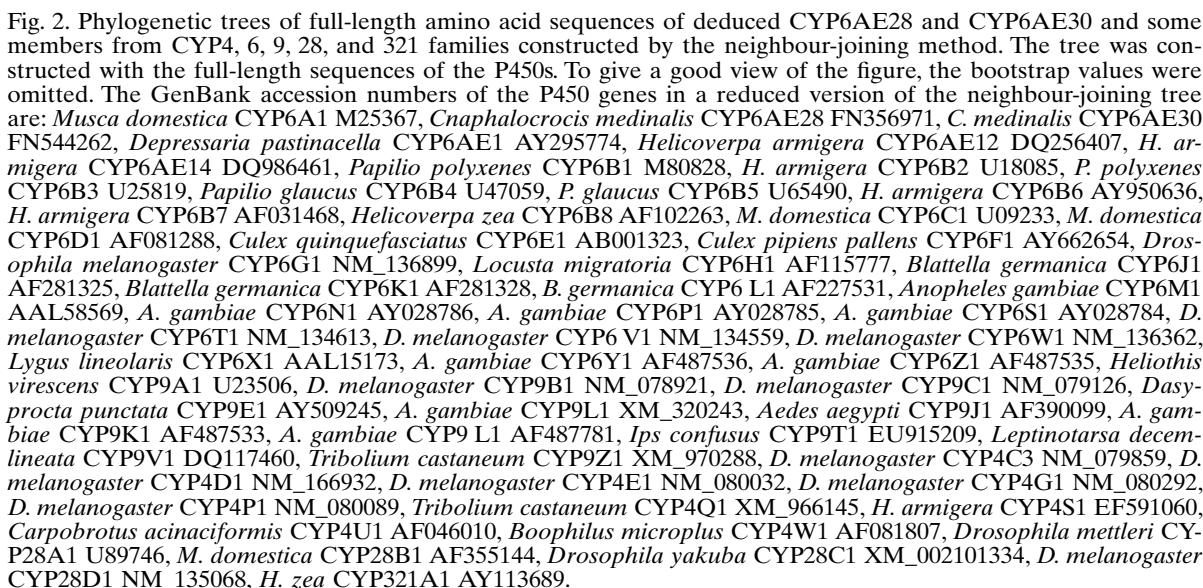 Fig. 2. Phylogenetic trees of full-length amino acid sequences of deduced CYP6AE28 and CYP6AE30 and some
members from CYP4, 6, 9, 28, and 321 families constructed by the neighbour-joining method. The tree was con-
structed with the full-length sequences of the P450s. To give a good view of the figure, the bootstrap values were
omitted. The GenBank accession numbers of the P450 genes in a reduced version of the neighbour-joining tree
are: Musca domestica CYP6A1 M25367, Cnaphalocrocis medinalis CYP6AE28 FN356971, C. medinalis CYP6AE30
FN544262, Depressaria pastinacella CYP6AE1 AY295774, Helicoverpa armigera CYP6AE12 DQ256407, H. ar-
migera CYP6AE14 DQ986461, Papilio polyxenes CYP6B1 M80828, H. armigera CYP6B2 U18085, P. polyxenes
CYP6B3 U25819, Papilio glaucus CYP6B4 U47059, P. glaucus CYP6B5 U65490, H. armigera CYP6B6 AY950636,
H. armigera CYP6B7 AF031468, Helicoverpa zea CYP6B8 AF102263, M. domestica CYP6C1 U09233, M. domestica
CYP6D1 AF081288, Culex quinquefasciatus CYP6E1 AB001323, Culex pipiens pallens CYP6F1 AY662654, Dros-
ophila melanogaster CYP6G1 NM_136899, Locusta migratoria CYP6H1 AF115777, Blattella germanica CYP6J1
AF281325, Blattella germanica CYP6K1 AF281328, B. germanica CYP6 L1 AF227531, Anopheles gambiae CYP6M1
AAL58569, A. gambiae CYP6N1 AY028786, A. gambiae CYP6P1 AY028785, A. gambiae CYP6S1 AY028784, D.
melanogaster CYP6T1 NM_134613, D. melanogaster CYP6 V1 NM_134559, D. melanogaster CYP6W1 NM_136362,
Lygus lineolaris CYP6X1 AAL15173, A. gambiae CYP6Y1 AF487536, A. gambiae CYP6Z1 AF487535, Heliothis
virescens CYP9A1 U23506, D. melanogaster CYP9B1 NM_078921, D. melanogaster CYP9C1 NM_079126, Dasy-
procta punctata CYP9E1 AY509245, A. gambiae CYP9L1 XM_320243, Aedes aegypti CYP9J1 AF390099, A. gam-
biae CYP9K1 AF487533, A. gambiae CYP9 L1 AF487781, Ips confusus CYP9T1 EU915209, Leptinotarsa decem-
lineata CYP9V1 DQ117460, Tribolium castaneum CYP9Z1 XM_970288, D. melanogaster CYP4C3 NM_079859, D.
melanogaster CYP4D1 NM_166932, D. melanogaster CYP4E1 NM_080032, D. melanogaster CYP4G1 NM_080292,
D. melanogaster CYP4P1 NM_080089, Tribolium castaneum CYP4Q1 XM_966145, H. armigera CYP4S1 EF591060,
Carpobrotus acinaciformis CYP4U1 AF046010, Boophilus microplus CYP4W1 AF081807, Drosophila mettleri CY-
P28A1 U89746, M. domestica CYP28B1 AF355144, Drosophila yakuba CYP28C1 XM_002101334, D. melanogaster
CYP28D1 NM_135068, H. zea CYP321A1 AY113689.